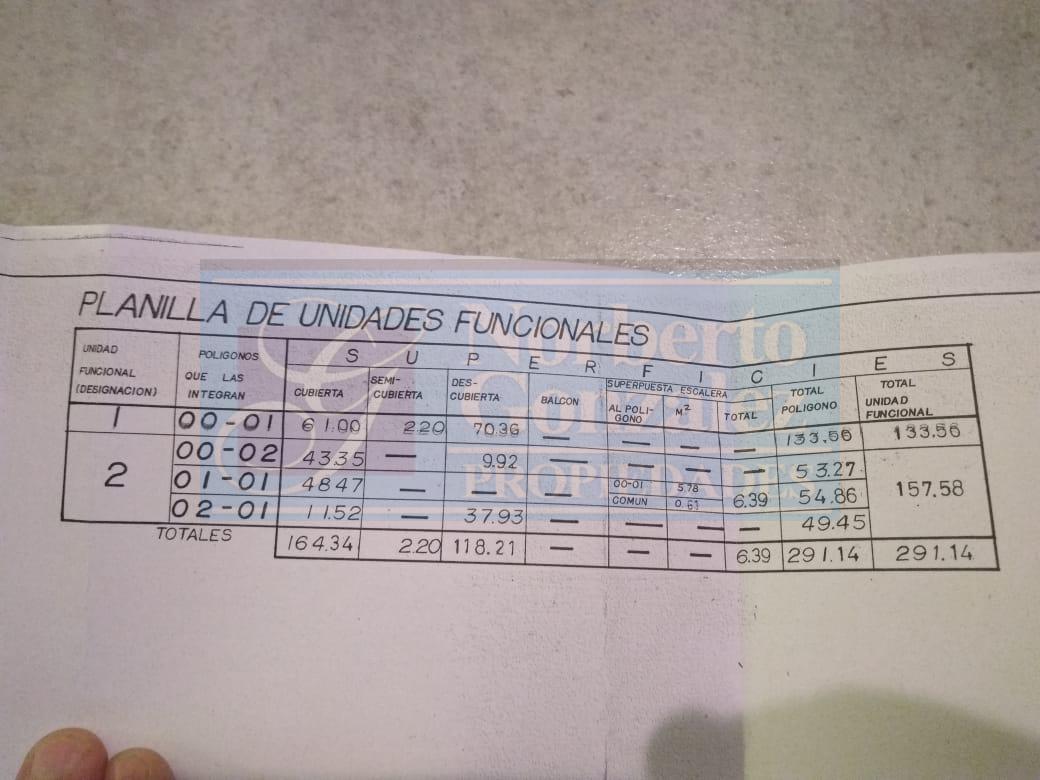 PLANILLA DE UNIDADES FUNCIONALES
UNIDAD FUNCIONAL (DESIGNACION)
POLIGONOS QUE LAS INTEGRAN
S U P E R F I C I E S
CUBIERTA
SEMI-CUBIERTA
DES-CUBIERTA
BALCON
SUPERPUESTA ESCALERA
AL POLI-GONO
M²
TOTAL
TOTAL POLIGONO
TOTAL UNIDAD FUNCIONAL
1 00-01 61.00 2.20 70.36 — — — — 133.56 133.56
2
00-02 43.35 — 9.92 — — — — 53.27
01-01 48.47 — — — 00-01 5.78 COMUN 0.61 6.39 54.86
157.58
02-01 11.52 — 37.93 — — — — 49.45
TOTALES 164.34 2.20 118.21 — — — 6.39 291.14 291.14
G
Norberto
González
PROPIEDADES